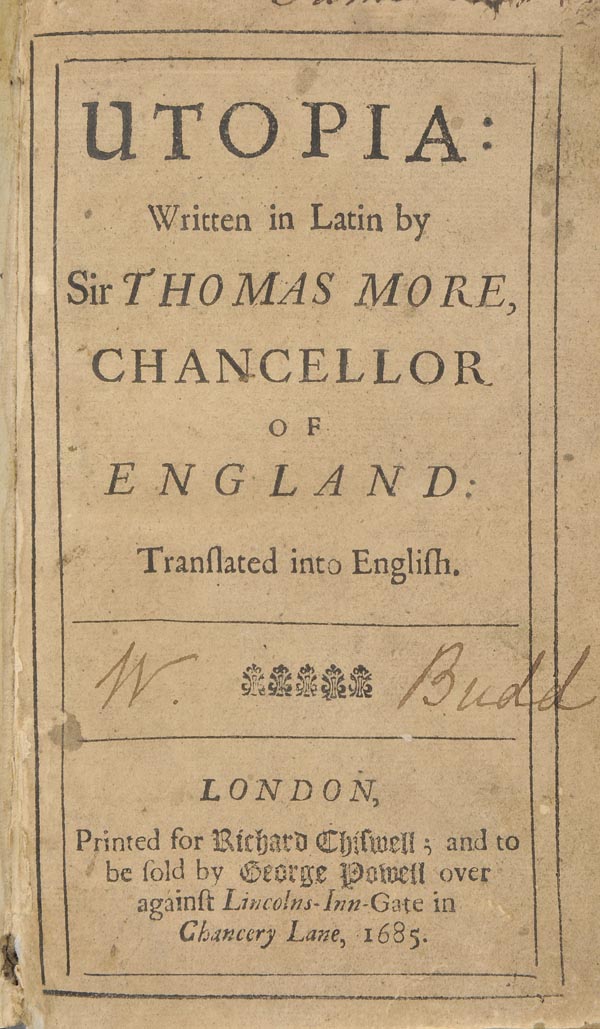 UTOPIA:
Written in Latin by
Sir THOMAS MORE,
CHANCELLOR
OF
ENGLAND:
Tranſlated into Engliſh.
W. Budd
LONDON,
Printed for Richard Chiſwell; and to
be ſold by George Powell over
againſt Lincolns-Inn-Gate in
Chancery Lane, 1685.